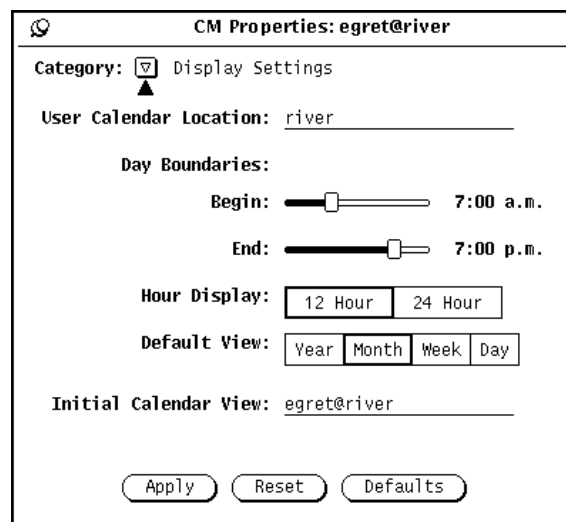 CM Properties: egret@river
Category: Display Settings
User Calendar Location: river
Day Boundaries:
Begin: 7:00 a.m.
End: 7:00 p.m.
Hour Display: 12 Hour 24 Hour
Default View: Year Month Week Day
Initial Calendar View: egret@river
Apply Reset Defaults